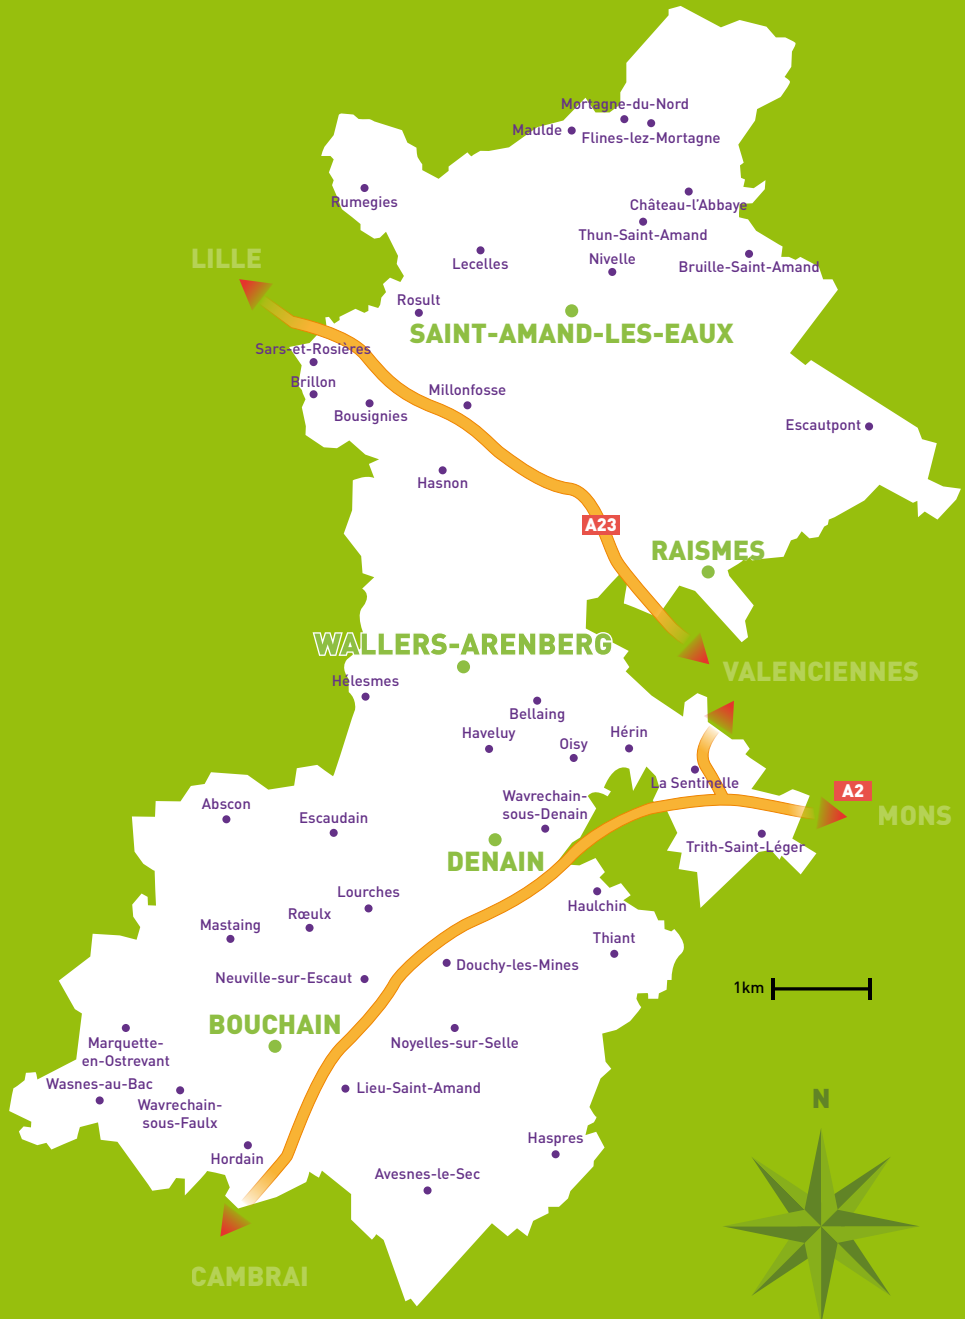 Mortagne-du-Nord
Maulde
Flines-lez-Mortagne
Rumegies
Château-l'Abbaye
Thun-Saint-Amand
LILLE
Lecelles
Nivelle
Bruille-Saint-Amand
Rosult
SAINT-AMAND-LES-EAUX
Sars-et-Rosières
Brillon
Millonfosse
Bousignies
Escautpont
Hasnon
A23
RAISMES
WALLERS-ARENBERG
VALENCIENNES
Hélesmes
Bellaing
Haveluy
Oisy
Hérin
La Sentinelle
A2
Abscon
Escaudain
Wavrechain-
sous-Denain
MONS
Trith-Saint-Léger
DENAIN
Lourches
Rœulx
Haulchin
Mastaing
Thiant
Neuville-sur-Escaut
Douchy-les-Mines
1km
BOUCHAIN
Marquette-
en-Ostrevant
Noyelles-sur-Selle
Wasnes-au-Bac
Lieu-Saint-Amand
Wavrechain-
sous-Faulx
N
Hordain
Haspres
Avesnes-le-Sec
CAMBRAI